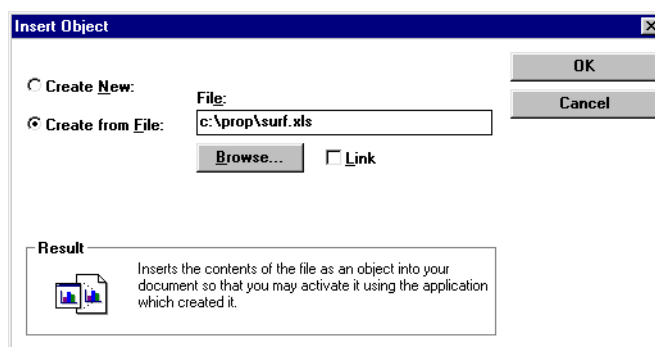 Insert Object
OK
Create New:
File:
Cancel
Create from File:
c:\prop\surf.xls
Browse...
Link
Result
Inserts the contents of the file as an object into your
document so that you may activate it using the application
which created it.